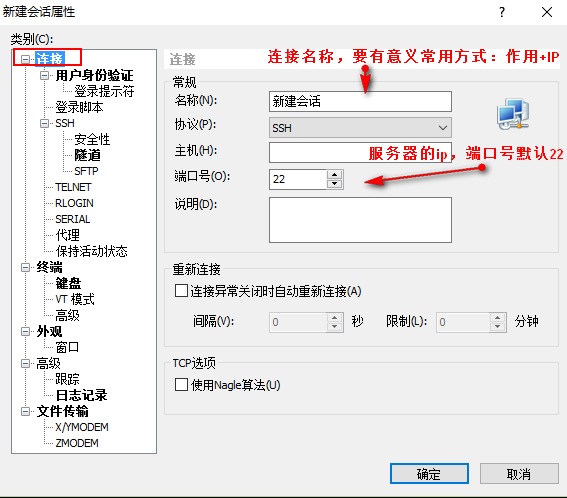 新建会话属性
类别(C):
连接
用户身份验证
登录提示符
登录脚本
SSH
安全性
隧道
SFTP
TELNET
RLOGIN
SERIAL
代理
保持活动状态
终端
键盘
VT 模式
高级
外观
窗口
高级
跟踪
日志记录
文件传输
X/YMODEM
ZMODEM
连接
连接名称，要有意义常用方式：作用+IP
常规
名称(N):
新建会话
协议(P):
SSH
主机(H):
服务器的ip，端口号默认22
端口号(O):
22
说明(D):
重新连接
连接异常关闭时自动重新连接(A)
间隔(V):
0
秒
限制(L):
0
分钟
TCP选项
使用Nagle算法(U)
确定
取消